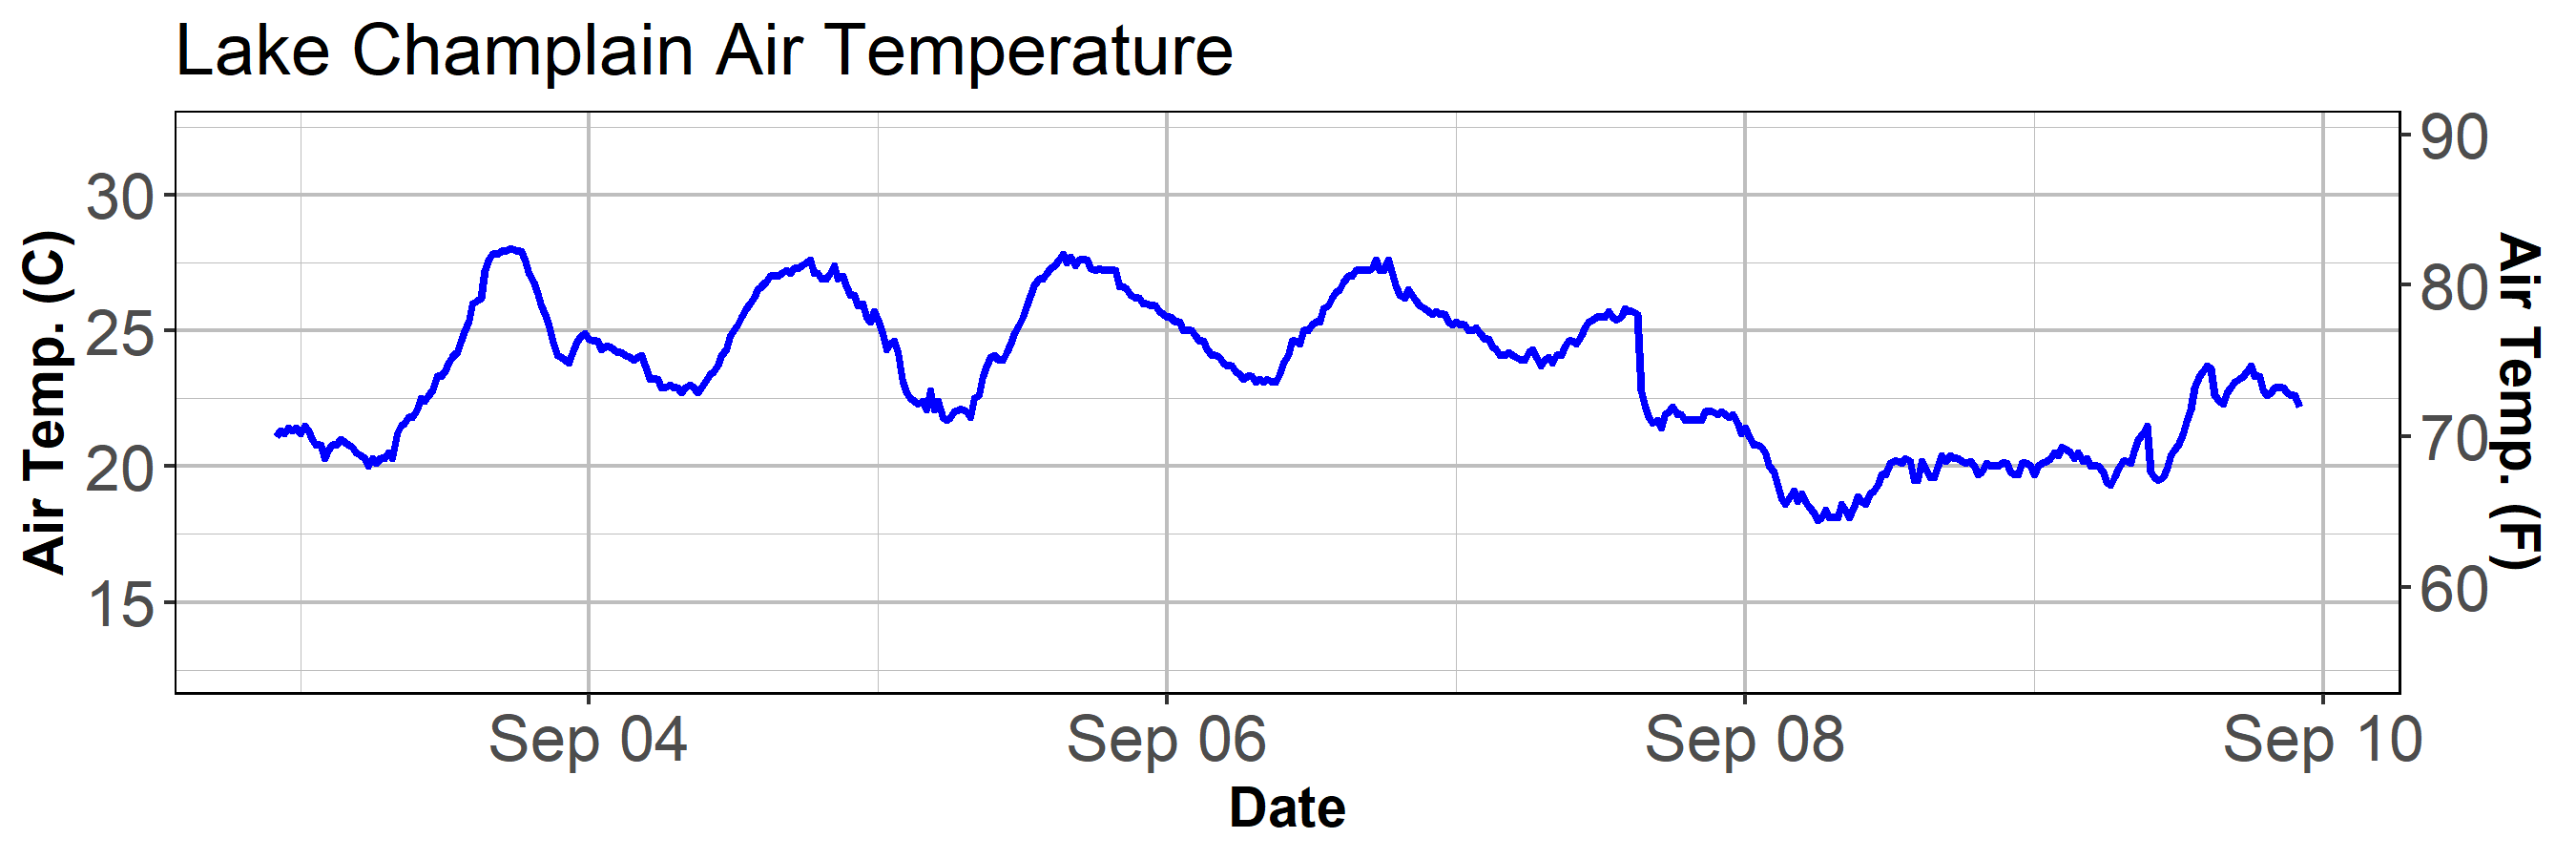 Lake Champlain Air Temperature
Air Temp. (C)
30
25
20
15
90
80
70
60
Air Temp. (F)
Sep 04
Sep 06
Sep 08
Sep 10
Date